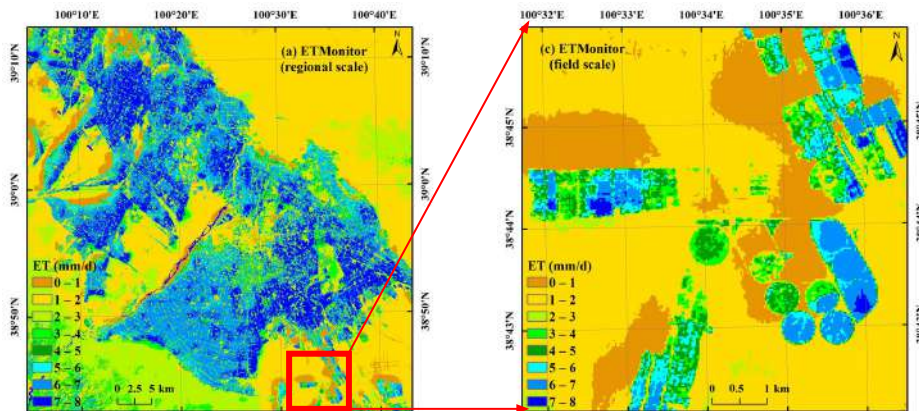 100°10'E 100°20'E 100°30'E 100°40'E
39°10'N
39°0'N
38°50'N
(a) ETMonitor
(regional scale)
N
39°10'N
39°0'N
38°50'N
ET (mm/d)
0 – 1
1 – 2
2 – 3
3 – 4
4 – 5
5 – 6
6 – 7
7 – 8
0 2.5 5 km
100°32'E 100°33'E 100°34'E 100°35'E 100°36'E
38°45'N
38°44'N
38°43'N
(c) ETMonitor
(field scale)
N
ET (mm/d)
0 – 1
1 – 2
2 – 3
3 – 4
4 – 5
5 – 6
6 – 7
7 – 8
0 0.5 1 km